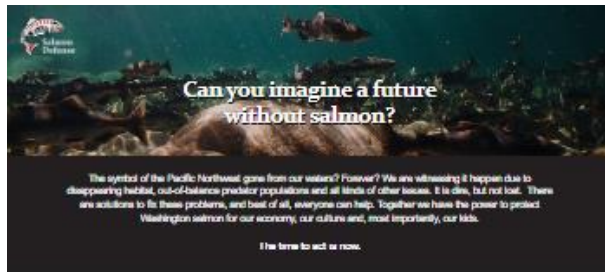 Salmon
Defense
Can you imagine a future
without salmon?
The symbol of the Pacific Northwest gone from our waters? Forever? We are witnessing it happen due to
disappearing habitat, out-of-balance predator populations and all kinds of other issues. It is dire, but not lost. There
are solutions to fix these problems, and best of all, everyone can help. Together we have the power to protect
Washington salmon for our economy, our culture and, most importantly, our kids.
The time to act is now.